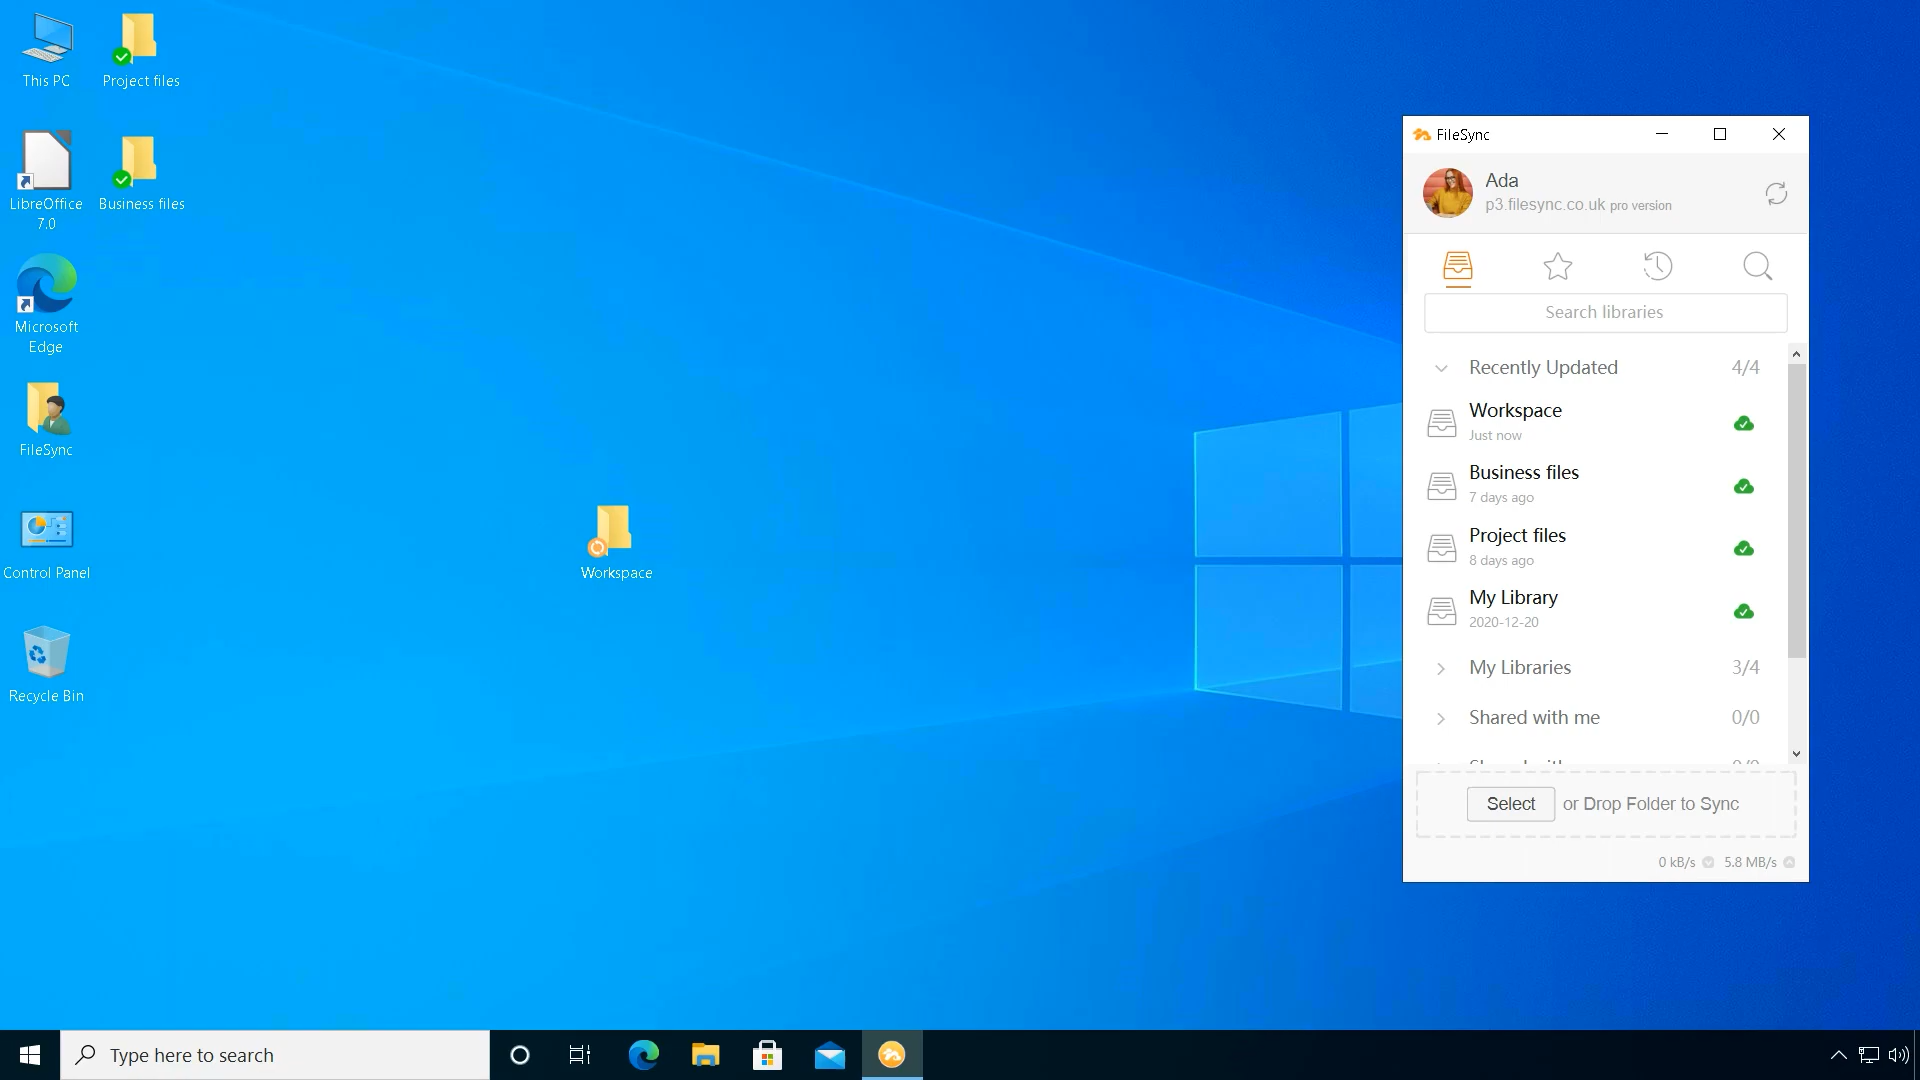 This PC
Project files
LibreOffice
7.0
Business files
Microsoft
Edge
FileSync
Control Panel
Recycle Bin
Workspace
FileSync
Ada
p3.filesync.co.uk pro version
Search libraries
Recently Updated 4/4
Workspace
Just now
Business files
7 days ago
Project files
8 days ago
My Library
2020-12-20
My Libraries 3/4
Shared with me 0/0
Select or Drop Folder to Sync
0 kB/s 5.8 MB/s
Type here to search